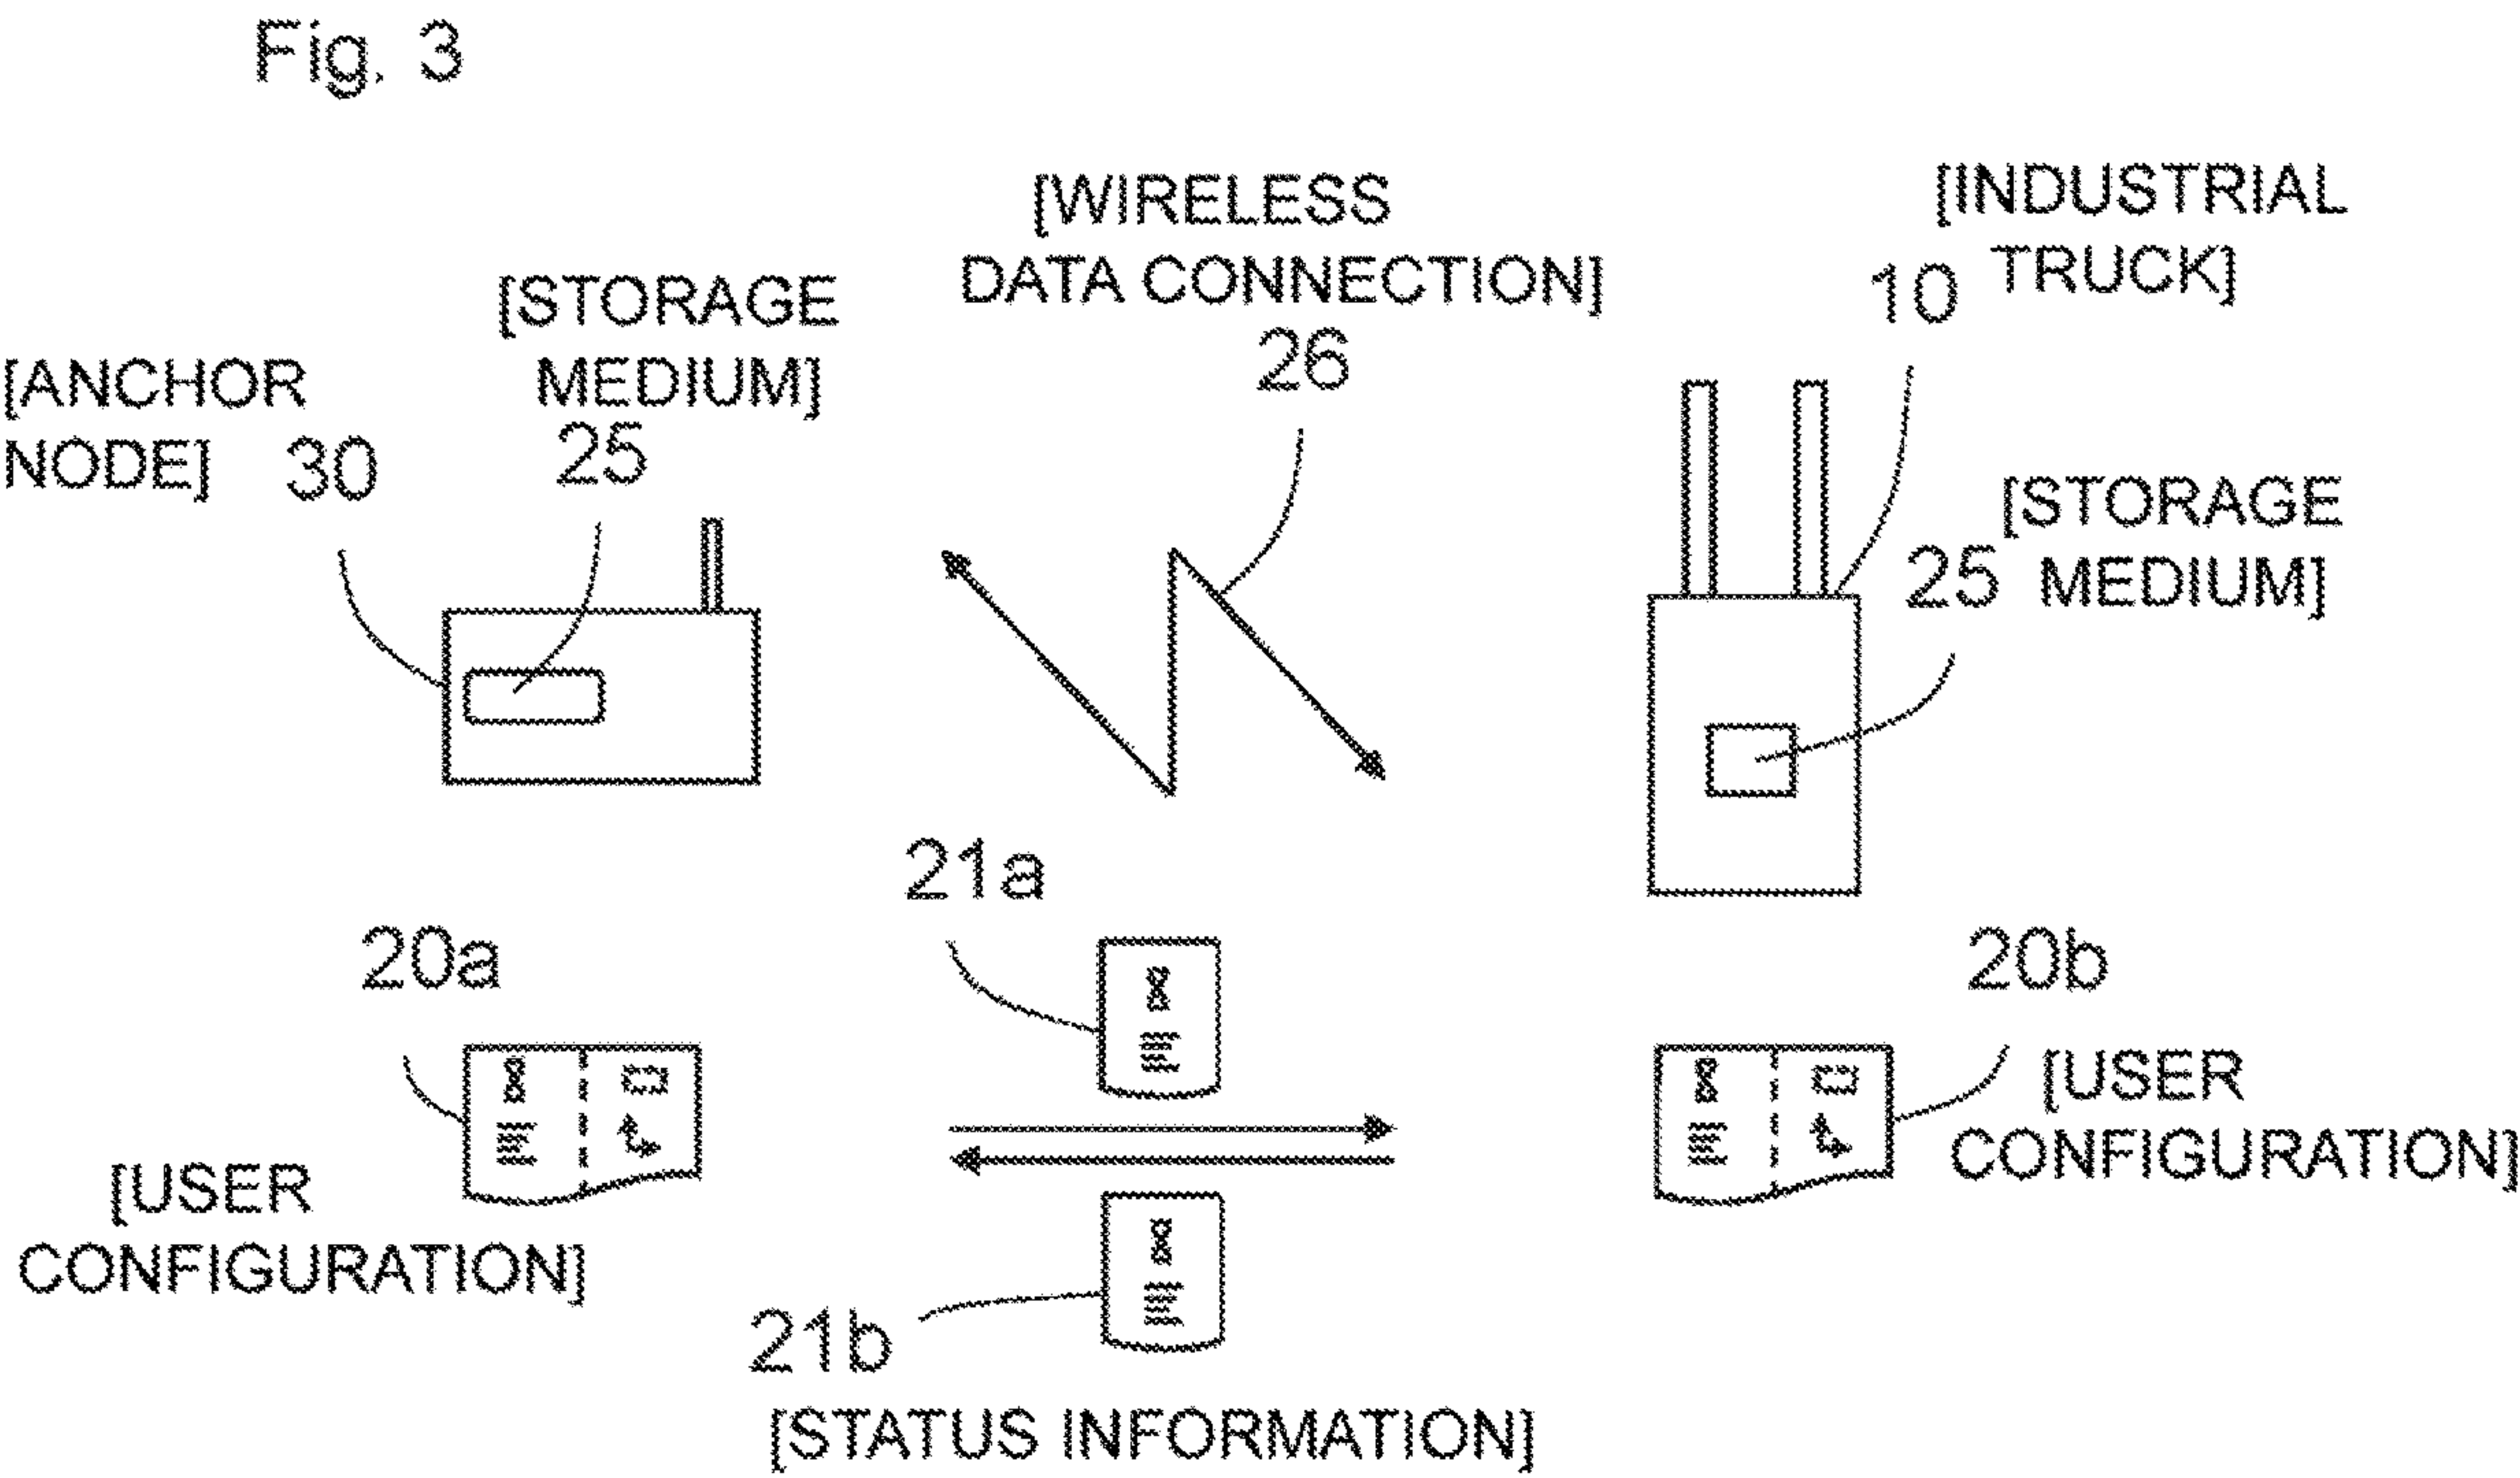 Fig. 3
[WIRELESS
DATA CONNECTION]
26
[INDUSTRIAL
TRUCK]
10
[STORAGE
MEDIUM]
25
[ANCHOR
NODE]
30
[STORAGE
MEDIUM]
25
21a
20a
20b
[USER
CONFIGURATION]
[USER
CONFIGURATION]
21b
[STATUS INFORMATION]